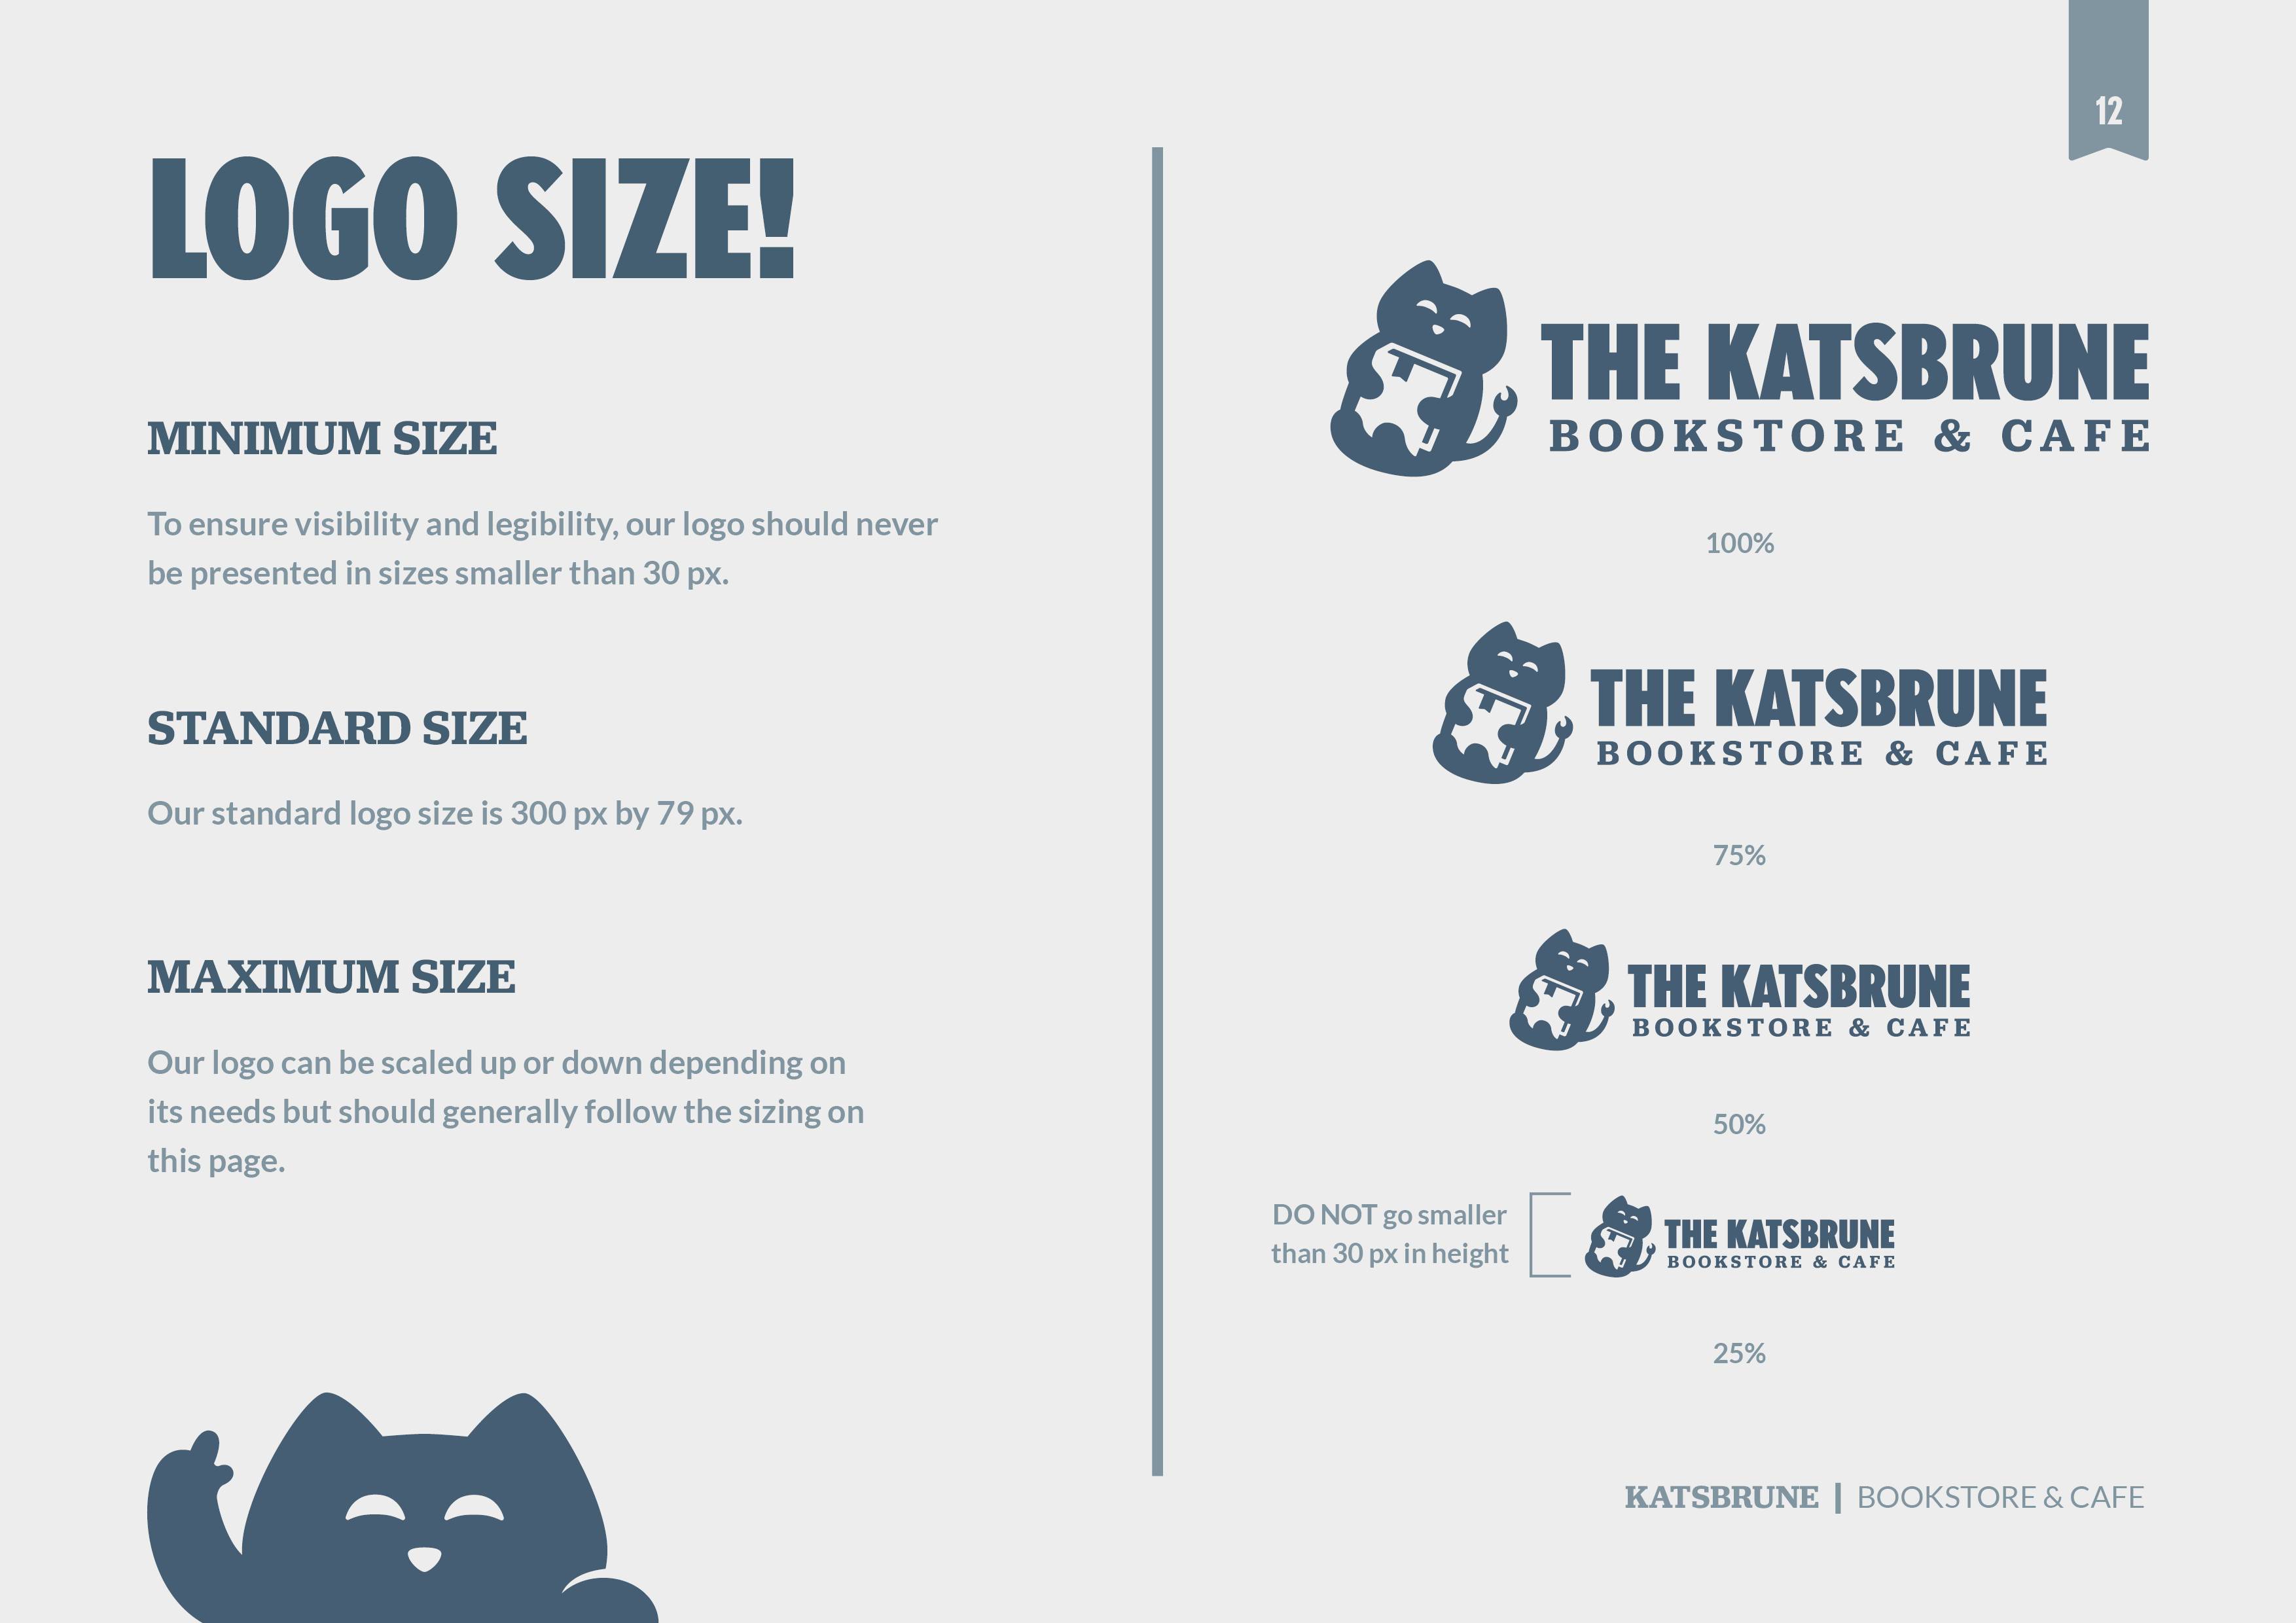 12
LOGO SIZE!
MINIMUM SIZE
To ensure visibility and legibility, our logo should never
be presented in sizes smaller than 30 px.
STANDARD SIZE
Our standard logo size is 300 px by 79 px.
MAXIMUM SIZE
Our logo can be scaled up or down depending on
its needs but should generally follow the sizing on
this page.
THE KATSBRUNE
BOOKSTORE & CAFE
100%
THE KATSBRUNE
BOOKSTORE & CAFE
75%
THE KATSBRUNE
BOOKSTORE & CAFE
50%
DO NOT go smaller
than 30 px in height
THE KATSBRUNE
BOOKSTORE & CAFE
25%
KATSBRUNE | BOOKSTORE & CAFE